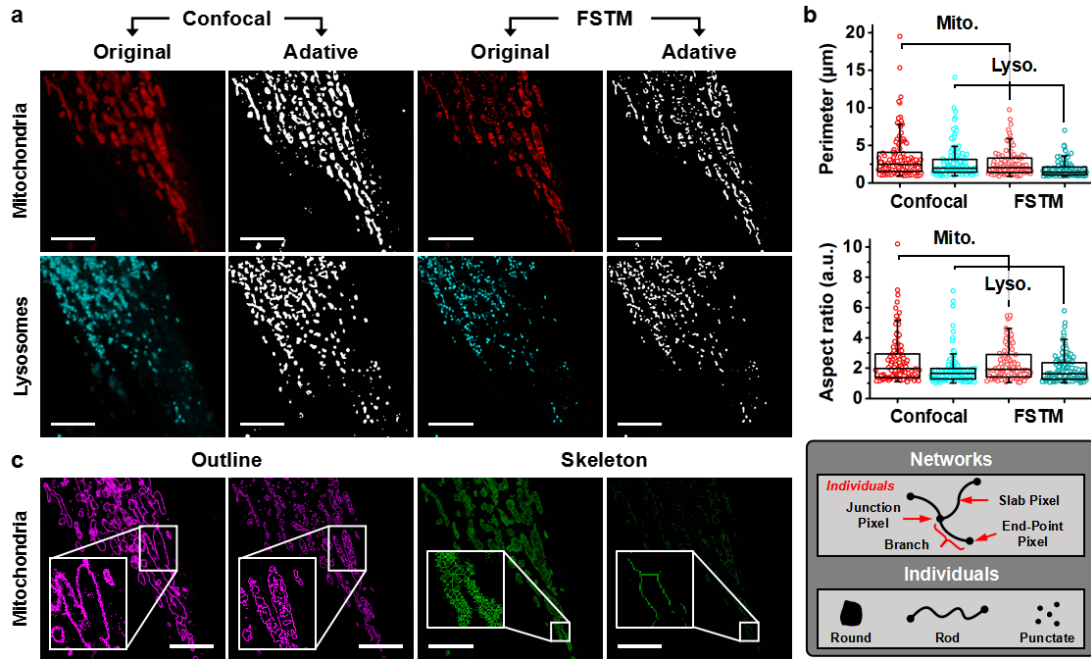 a
Confocal
FSTM
Original
Adative
Original
Adative
Mitochondria
Lysosomes
b
Perimeter (μm)
20
15
10
5
0
Mito.
Lyso.
Confocal
FSTM
Aspect ratio (a.u.)
10
8
6
4
2
0
Mito.
Lyso.
Confocal
FSTM
c
Outline
Skeleton
Mitochondria
Networks
Individuals
Junction
Pixel
Slab Pixel
Branch
End-Point
Pixel
Individuals
Round
Rod
Punctate